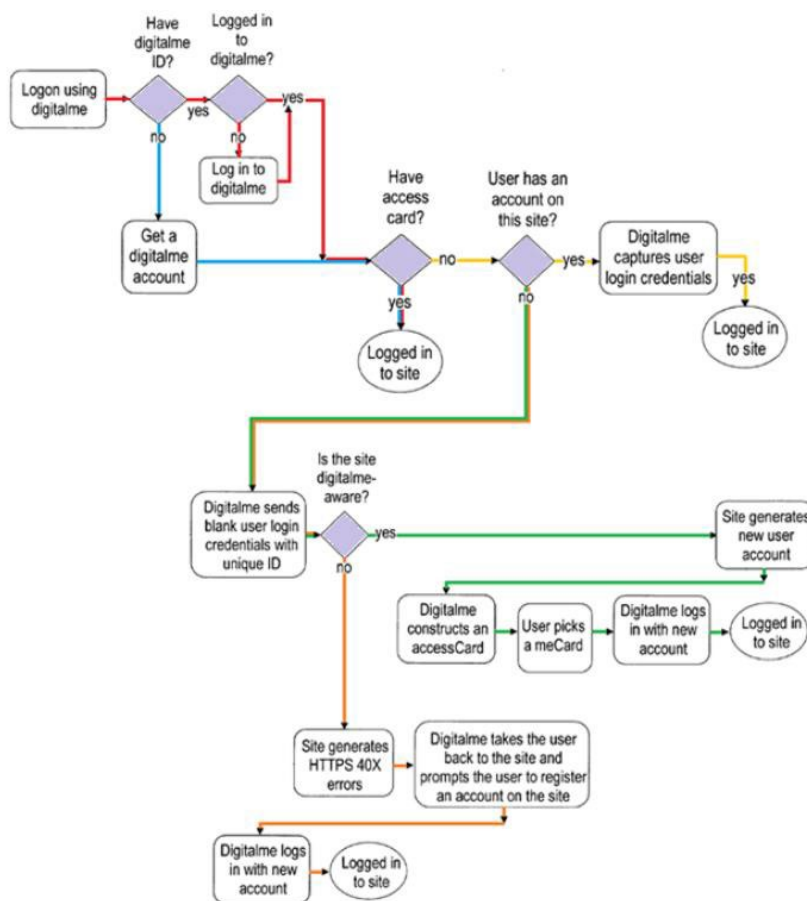 Have
digitalme
ID?
Logged in
to
digitalme?
Logon using
digitalme
yes
yes
no
no
Log in to
digitalme
Get a
digitalme
account
Have
access
card?
User has an
account on
this site?
no
yes
yes
no
Digitalme
captures user
login credentials
yes
Logged in
to site
Logged in
to site
Is the site
digitalme-
aware?
Digitalme sends
blank user login
credentials with
unique ID
yes
no
Site generates
new user
account
Digitalme
constructs an
accessCard
User picks
a meCard
Digitalme logs
in with new
account
Logged in
to site
Site generates
HTTPS 40X
errors
Digitalme takes the user
back to the site and
prompts the user to register
an account on the site
Digitalme logs
in with new
account
Logged in
to site